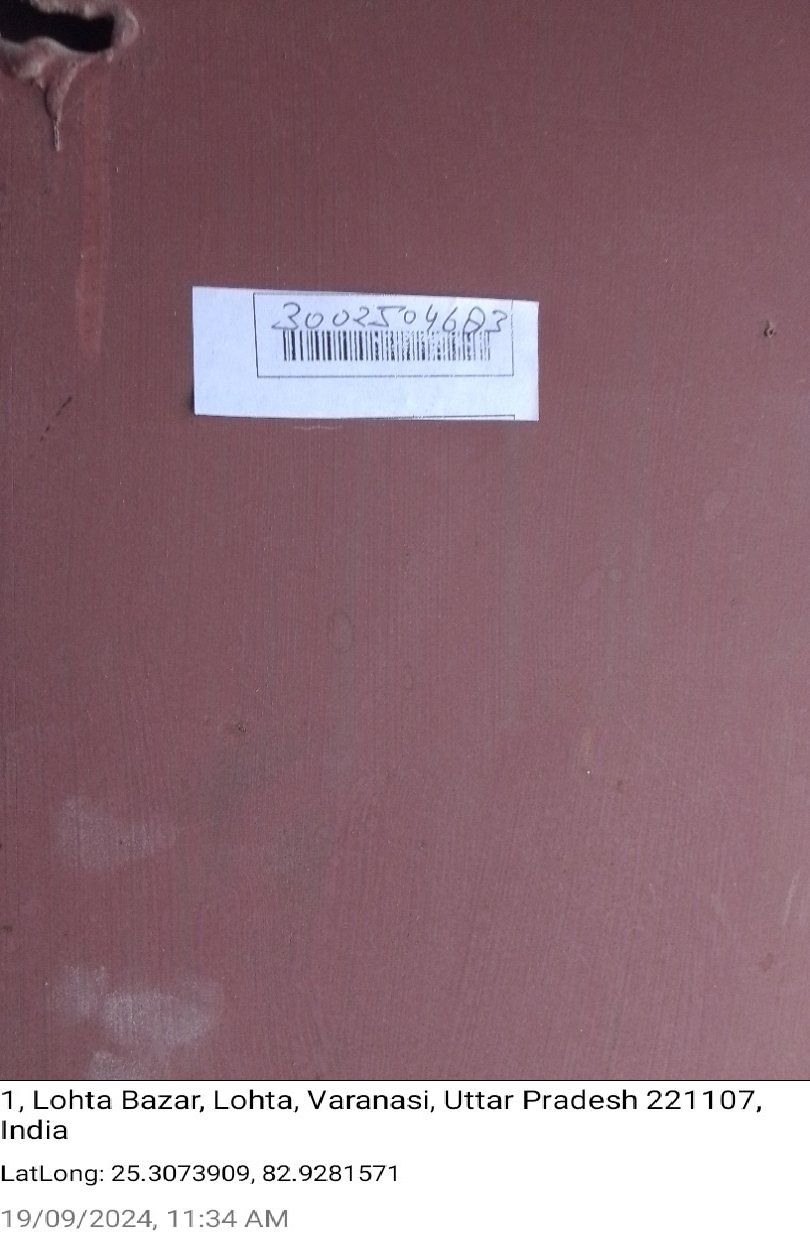 3002504683
1, Lohta Bazar, Lohta, Varanasi, Uttar Pradesh 221107,
India
LatLong: 25.3073909, 82.9281571
19/09/2024, 11:34 AM